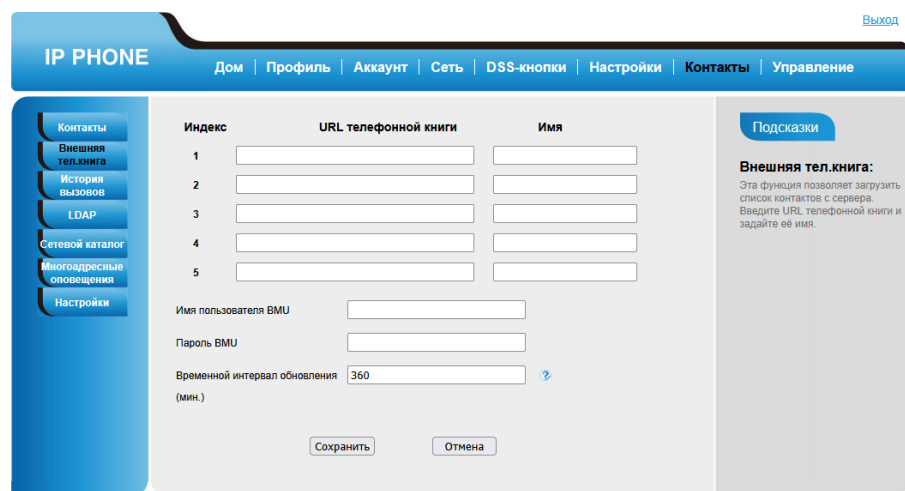 Выход
IP PHONE
Дом | Профиль | Аккаунт | Сеть | DSS-кнопки | Настройки | Контакты | Управление
Контакты
Внешняя
тел.книга
История
вызовов
LDAP
Сетевой каталог
Многоадресные
оповещения
Настройки
Индекс URL телефонной книги Имя
1
2
3
4
5
Имя пользователя BMU
Пароль BMU
Временной интервал обновления 360 ?
(мин.)
Сохранить Отмена
Подсказки
Внешняя тел.книга:
Эта функция позволяет загрузить
список контактов с сервера.
Введите URL телефонной книги и
задайте её имя.